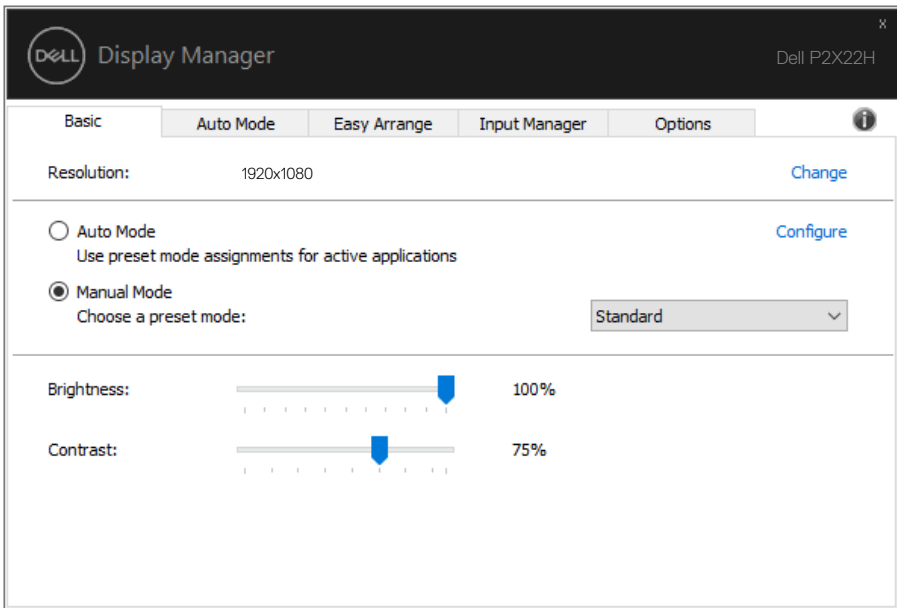 x
DELL Display Manager
Dell P2X22H
Basic Auto Mode Easy Arrange Input Manager Options i
Resolution: 1920x1080 Change
Auto Mode Configure
Use preset mode assignments for active applications
Manual Mode
Choose a preset mode: Standard
Brightness: 100%
Contrast: 75%